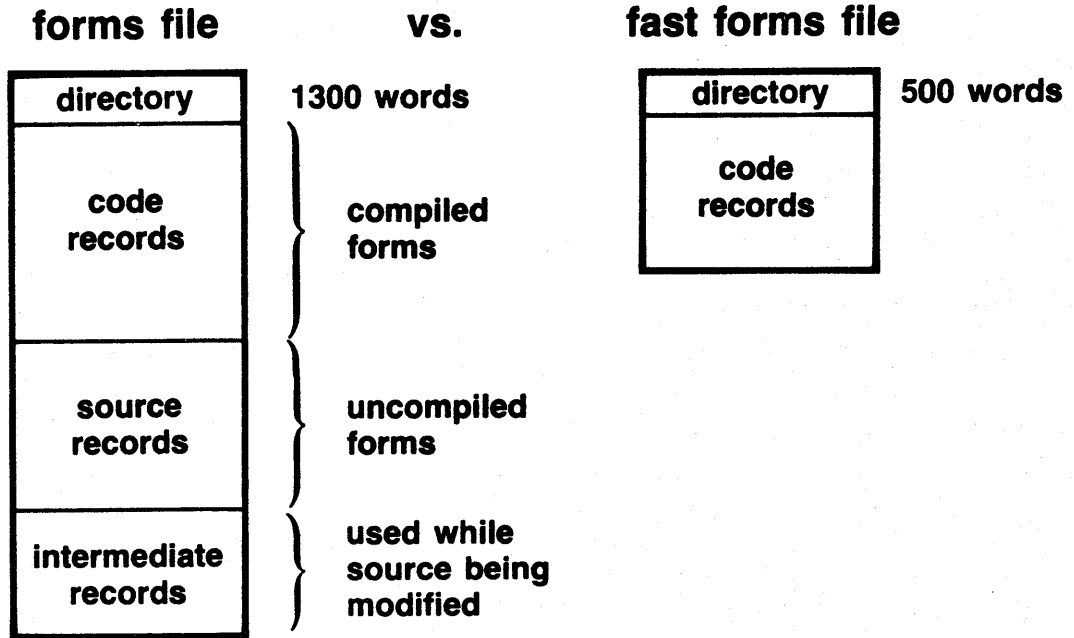 forms file vs. fast forms file
directory 1300 words
code
records
compiled
forms
source
records
uncompiled
forms
intermediate
records
used while
source being
modified
directory 500 words
code
records